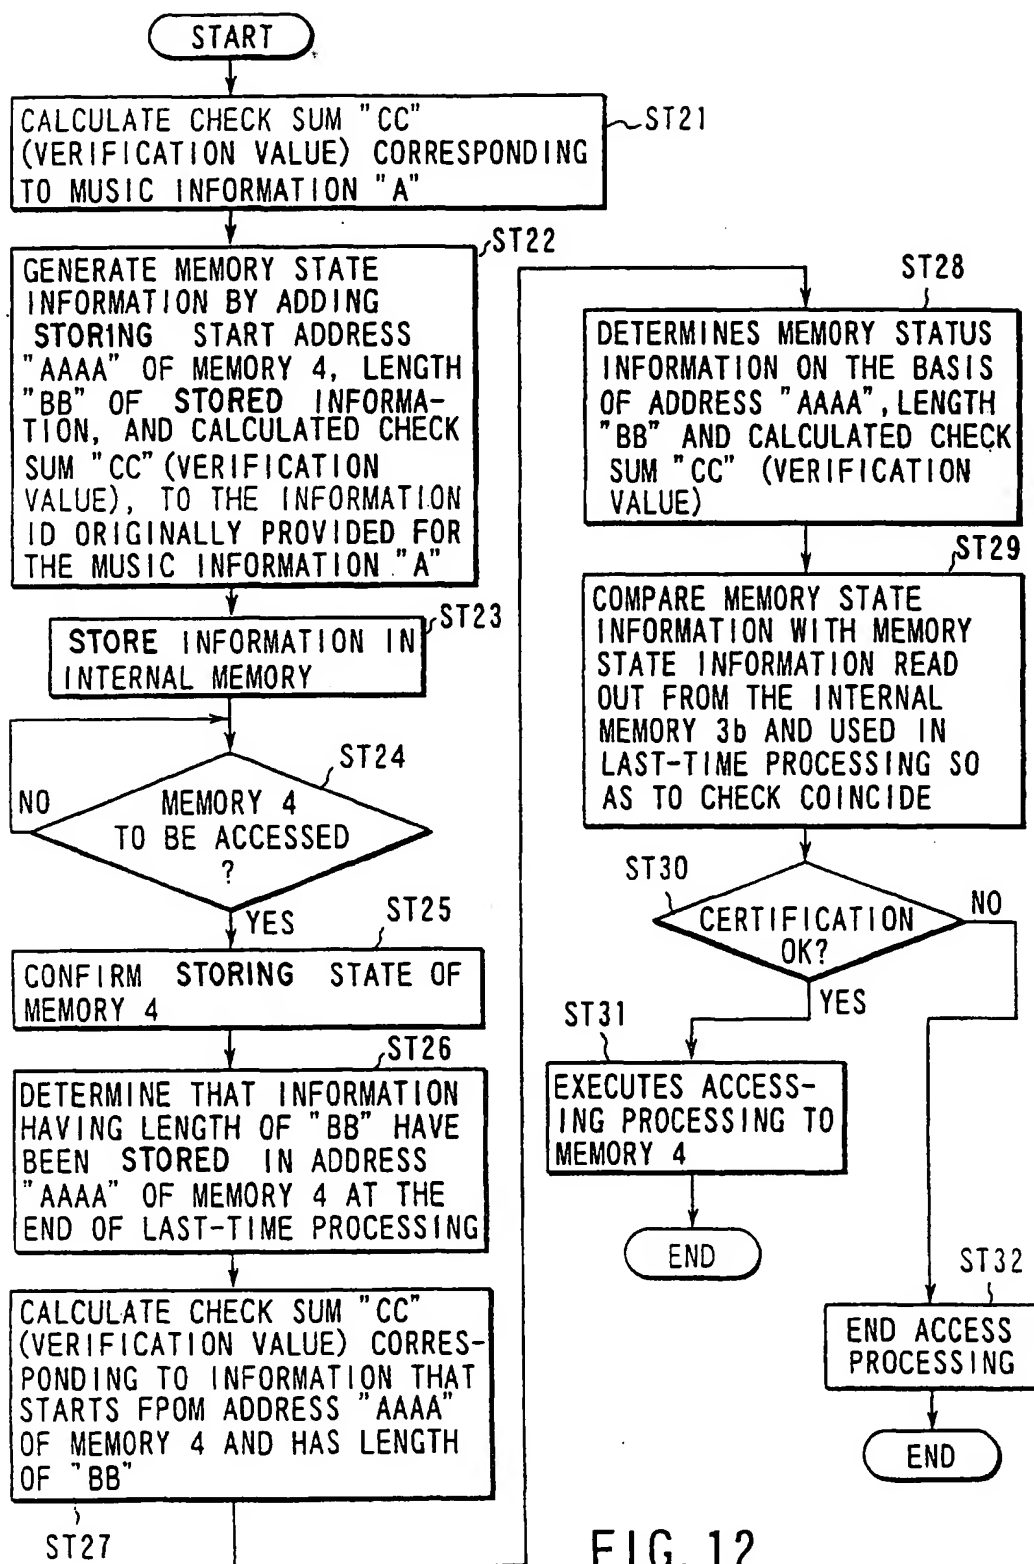 START
CALCULATE CHECK SUM "CC"
(VERIFICATION VALUE) CORRESPONDING
TO MUSIC INFORMATION "A"
ST21
ST22
GENERATE MEMORY STATE
INFORMATION BY ADDING
STORING START ADDRESS
"AAAA" OF MEMORY 4, LENGTH
"BB" OF STORED INFORMA-
TION, AND CALCULATED CHECK
SUM "CC" (VERIFICATION
VALUE), TO THE INFORMATION
ID ORIGINALLY PROVIDED FOR
THE MUSIC INFORMATION "A"
ST23
STORE INFORMATION IN
INTERNAL MEMORY
ST24
NO
MEMORY 4
TO BE ACCESSED
?
YES
ST25
CONFIRM STORING STATE OF
MEMORY 4
ST26
DETERMINE THAT INFORMATION
HAVING LENGTH OF "BB" HAVE
BEEN STORED IN ADDRESS
"AAAA" OF MEMORY 4 AT THE
END OF LAST-TIME PROCESSING
CALCULATE CHECK SUM "CC"
(VERIFICATION VALUE) CORRES-
PONDING TO INFORMATION THAT
STARTS FPOM ADDRESS "AAAA"
OF MEMORY 4 AND HAS LENGTH
OF "BB"
ST27
ST28
DETERMINES MEMORY STATUS
INFORMATION ON THE BASIS
OF ADDRESS "AAAA", LENGTH
"BB" AND CALCULATED CHECK
SUM "CC" (VERIFICATION
VALUE)
ST29
COMPARE MEMORY STATE
INFORMATION WITH MEMORY
STATE INFORMATION READ
OUT FROM THE INTERNAL
MEMORY 3b AND USED IN
LAST-TIME PROCESSING SO
AS TO CHECK COINCIDE
ST30
CERTIFICATION
OK?
NO
YES
ST31
EXECUTES ACCESS-
ING PROCESSING TO
MEMORY 4
END
ST32
END ACCESS
PROCESSING
END
FIG. 12